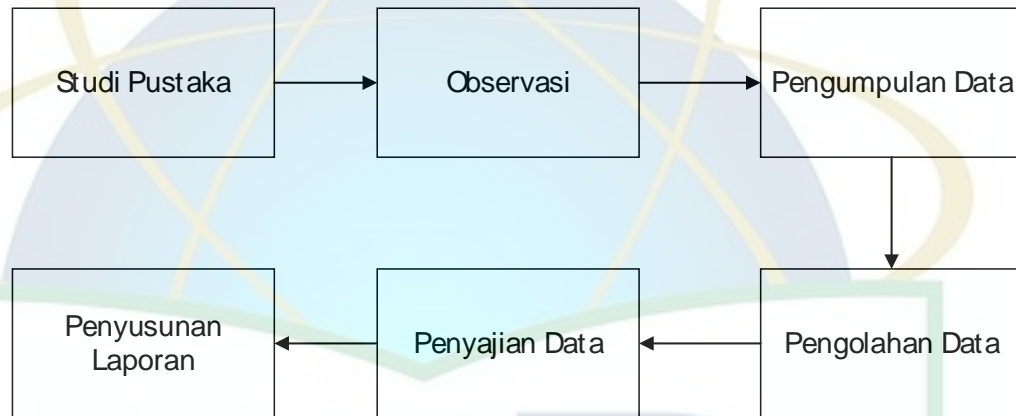 Studi Pustaka
Observasi
Pengumpulan Data
Pengolahan Data
Penyajian Data
Penyusunan
Laporan